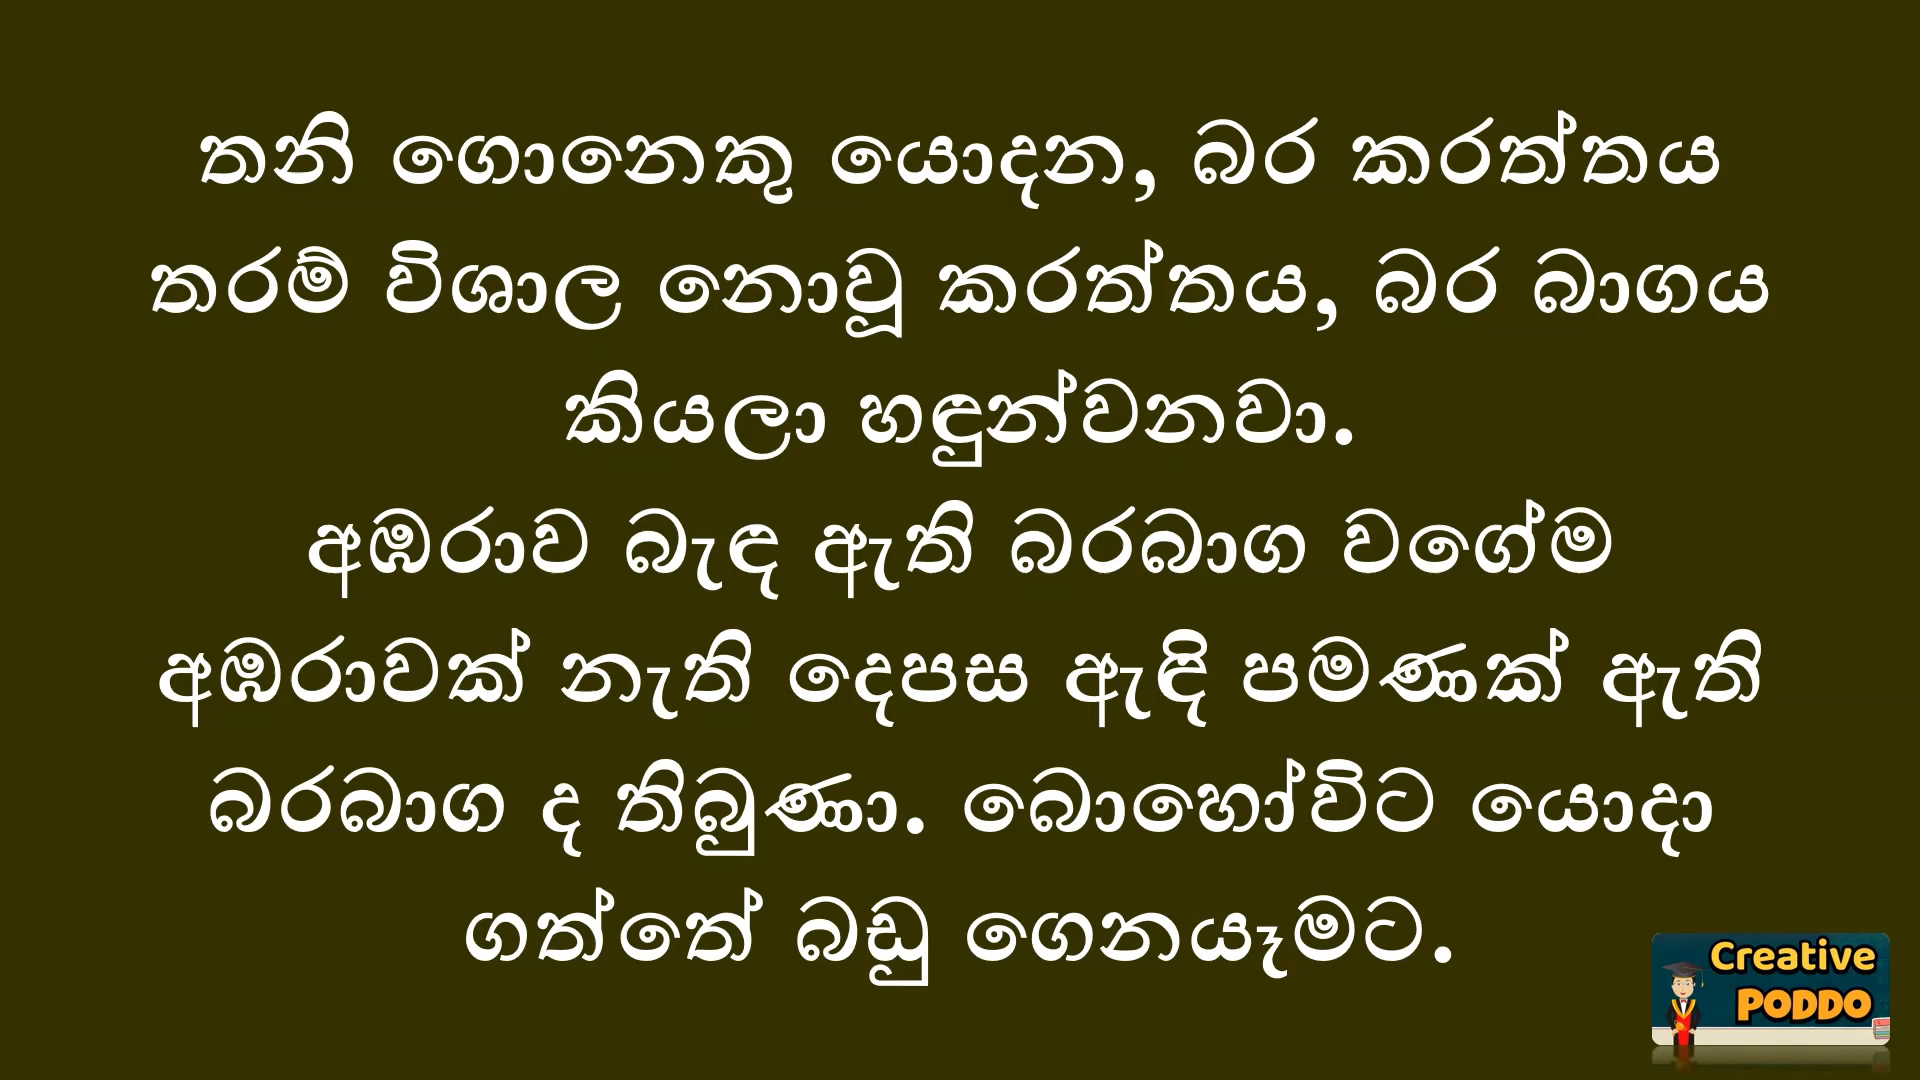 තනි ගොනෙකු යොදන, බර කරත්තය
තරම් විශාල නොවූ කරත්තය, බර බාගය
කියලා හඳුන්වනවා.
අඹරාව බැඳ ඇති බරබාග වගේම
අඹරාවක් නැති දෙපස ඇඳි පමණක් ඇති
බරබාග ද තිබුණා. බොහෝවිට යොදා
ගත්තේ බඩු ගෙනයෑමට.
Creative
PODDO